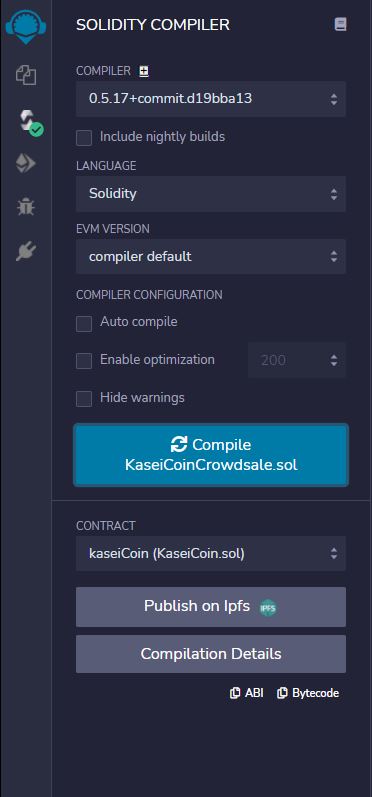 SOLIDITY COMPILER
COMPILER
0.5.17+commit.d19bba13
Include nightly builds
LANGUAGE
Solidity
EVM VERSION
compiler default
COMPILER CONFIGURATION
Auto compile
Enable optimization 200
Hide warnings
Compile
KaseiCoinCrowdsale.sol
CONTRACT
kaseiCoin (KaseiCoin.sol)
Publish on Ipfs IPFS
Compilation Details
ABI Bytecode